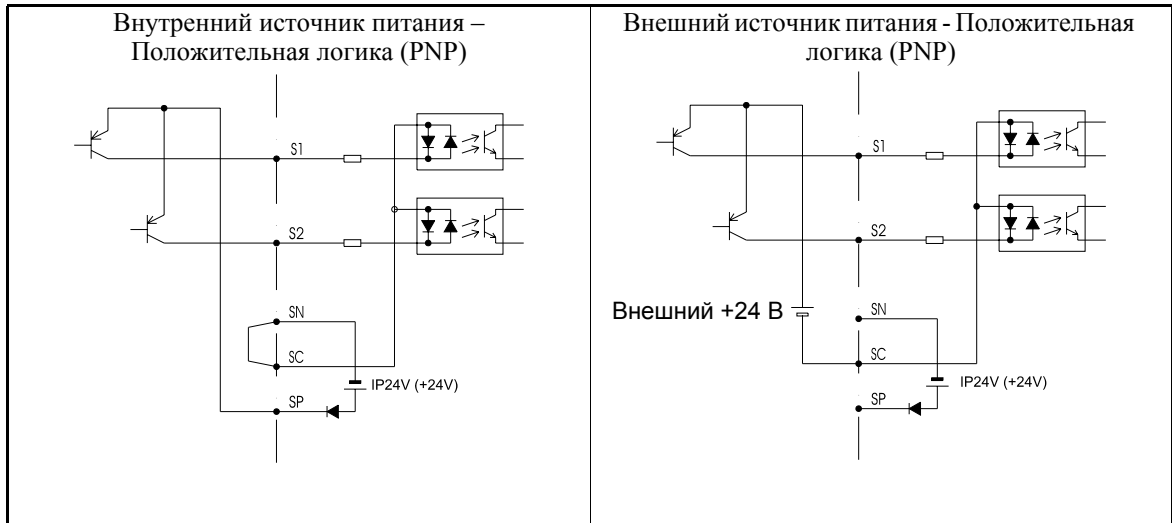 Внутренний источник питания –
Положительная логика (PNP)
S1
S2
SN
SC
IP24V (+24V)
SP
Внешний источник питания - Положительная
логика (PNP)
S1
S2
Внешний +24 В
SN
SC
IP24V (+24V)
SP